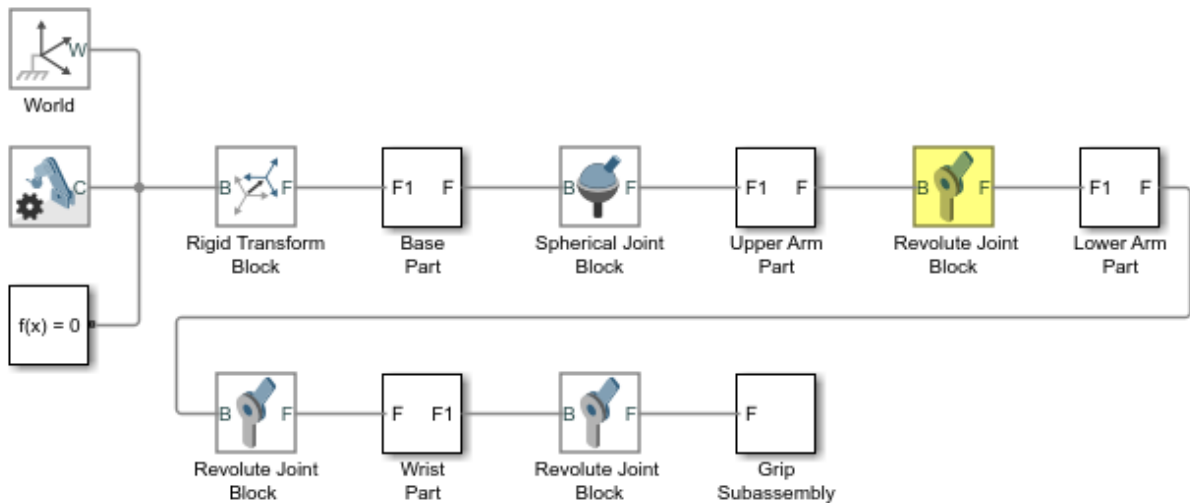 W
World
C
B F F1 F B F F1 F B F F1 F
Rigid Transform Base Spherical Joint Upper Arm Revolute Joint Lower Arm
Block Part Block Part Block Part
f(x) = 0
B F F F1 B F F
Revolute Joint Wrist Revolute Joint Grip
Block Part Block Subassembly